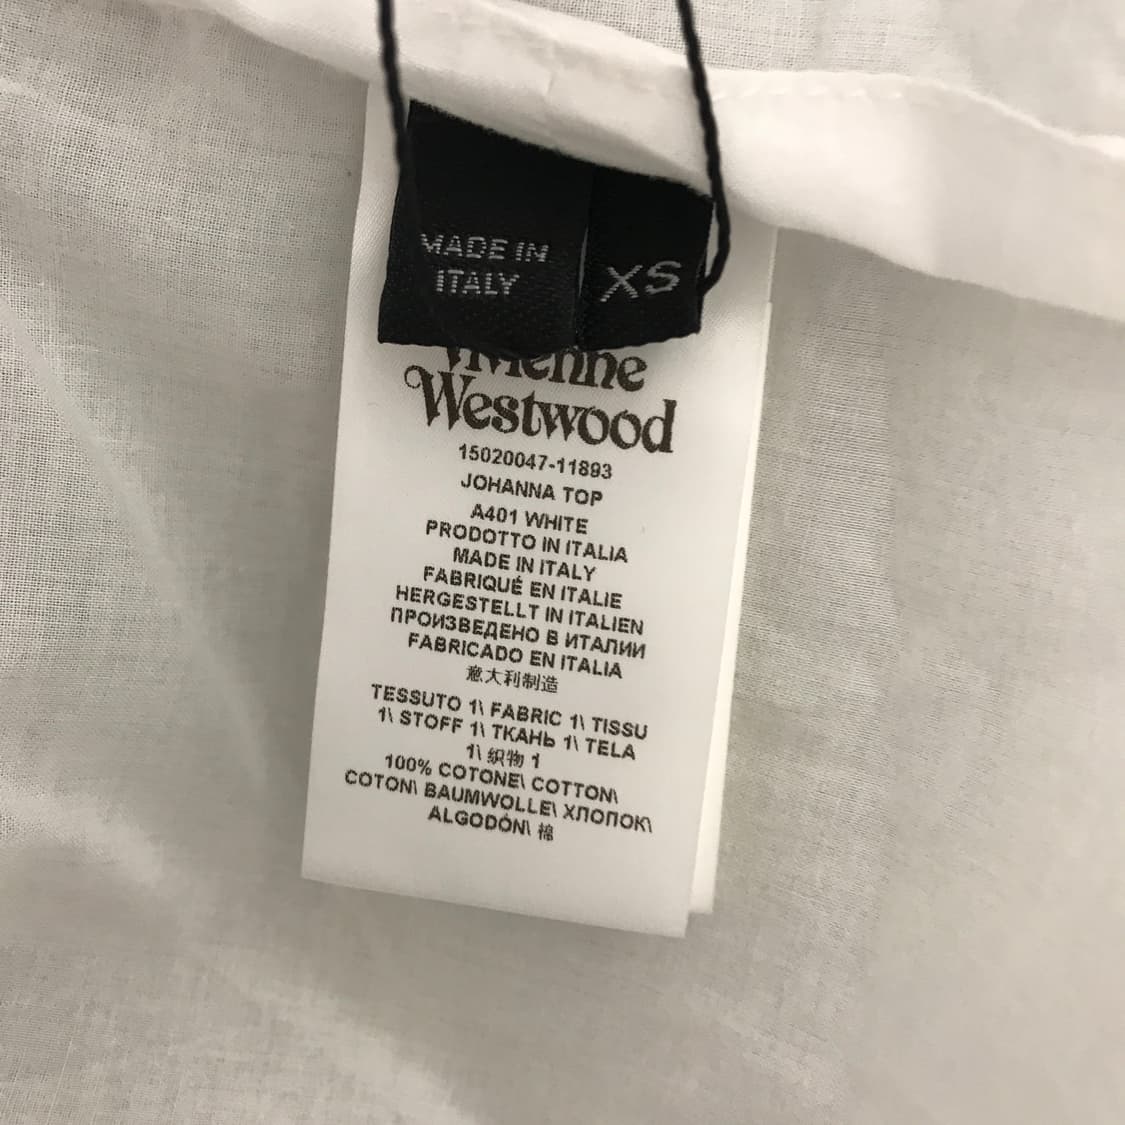 MADE IN
ITALY
XS
Vivienne
Westwood
15020047-11893
JOHANNA TOP
A401 WHITE
PRODOTTO IN ITALIA
MADE IN ITALY
FABRIQUÉ EN ITALIE
HERGESTELLT IN ITALIEN
ПРОИЗВЕДЕНО В ИТАЛИИ
FABRICADO EN ITALIA
意大利制造
TESSUTO 1\ FABRIC 1\ TISSU
1\ STOFF 1\ ТКАНЬ 1\ TELA
1\ 织物 1
100% COTONE\ COTTON\
COTON\ BAUMWOLLE\ ХЛОПОК\
ALGODÓN\ 棉